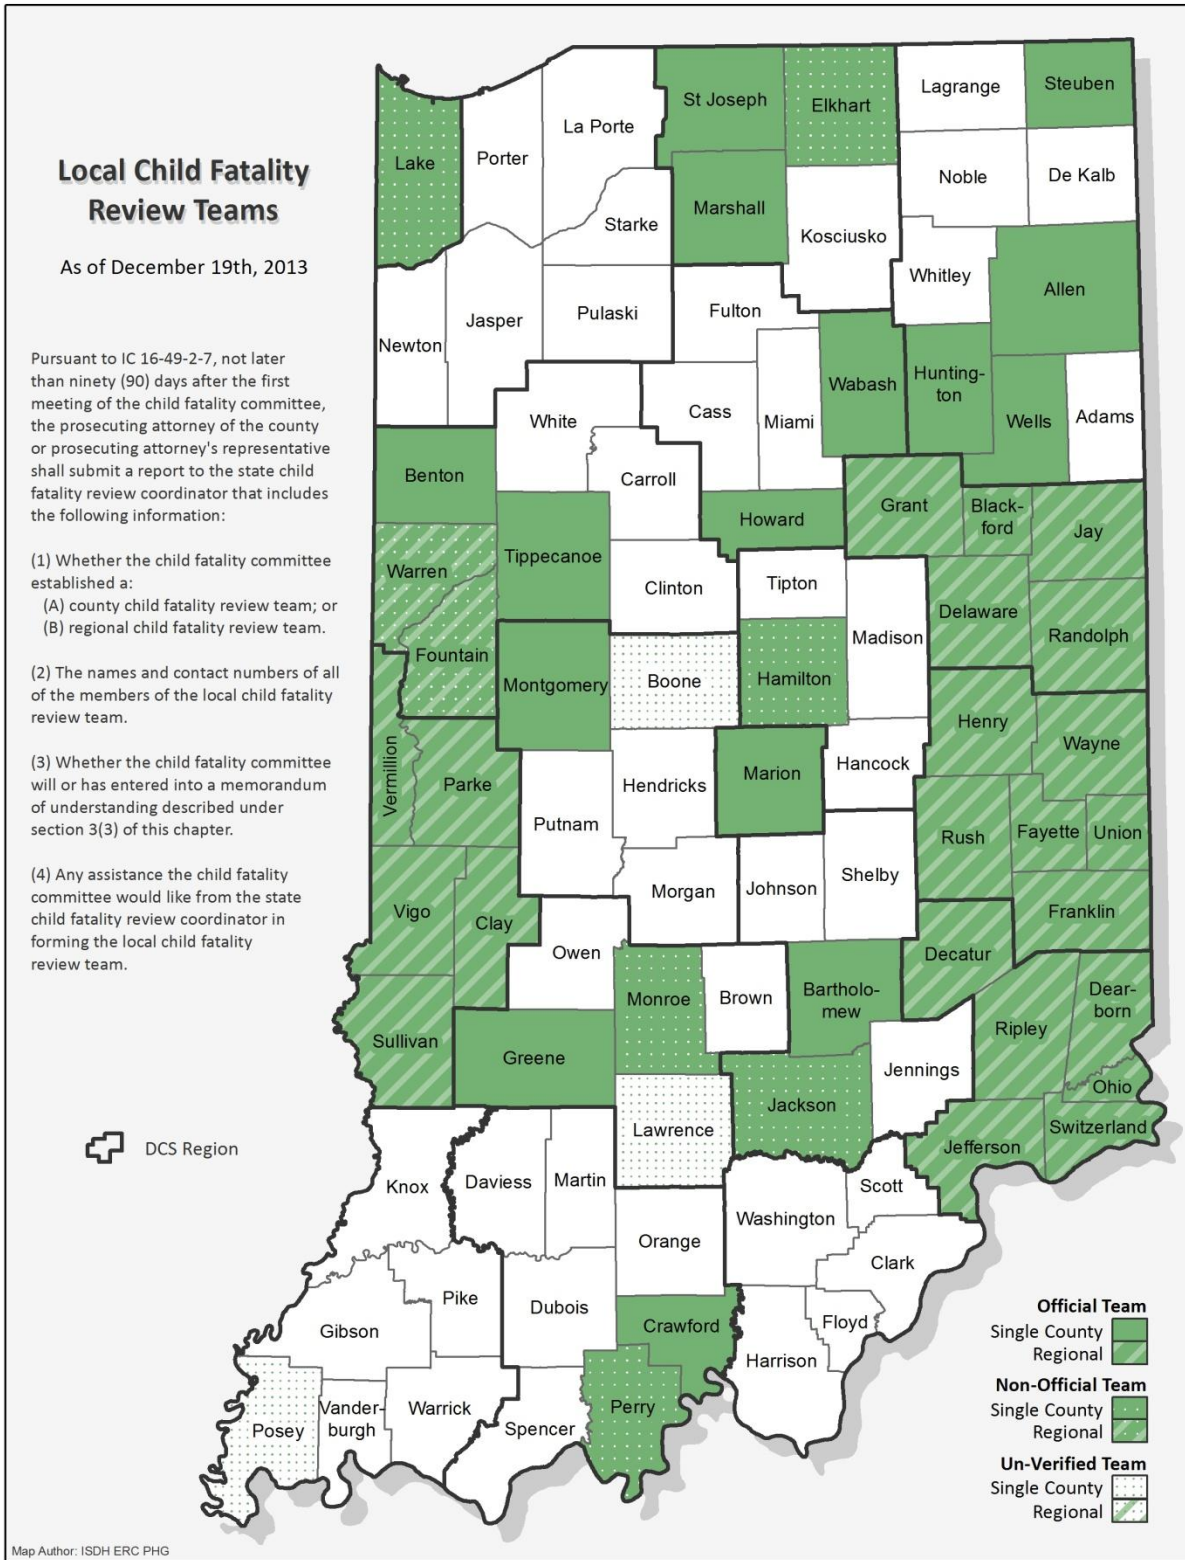 Local Child Fatality
Review Teams
As of December 19th, 2013
Pursuant to IC 16-49-2-7, not later
than ninety (90) days after the first
meeting of the child fatality committee,
the prosecuting attorney of the county
or prosecuting attorney's representative
shall submit a report to the state child
fatality review coordinator that includes
the following information:
(1) Whether the child fatality committee
established a:
(A) county child fatality review team; or
(B) regional child fatality review team.
(2) The names and contact numbers of all
of the members of the local child fatality
review team.
(3) Whether the child fatality committee
will or has entered into a memorandum
of understanding described under
section 3(3) of this chapter.
(4) Any assistance the child fatality
committee would like from the state
child fatality review coordinator in
forming the local child fatality
review team.
DCS Region
Lake
Porter
La Porte
St Joseph
Elkhart
Lagrange
Steuben
Noble
De Kalb
Starke
Marshall
Kosciusko
Whitley
Allen
Newton
Jasper
Pulaski
Fulton
White
Cass
Miami
Wabash
Hunting-
ton
Wells
Adams
Benton
Carroll
Howard
Grant
Black-
ford
Jay
Warren
Tippecanoe
Clinton
Tipton
Madison
Delaware
Randolph
Fountain
Montgomery
Boone
Hamilton
Henry
Wayne
Vermillion
Parke
Putnam
Hendricks
Marion
Hancock
Rush
Fayette
Union
Vigo
Clay
Owen
Morgan
Johnson
Shelby
Franklin
Decatur
Sullivan
Greene
Monroe
Brown
Bartholo-
mew
Jennings
Ripley
Dear-
born
Ohio
Switzerland
Jefferson
Jackson
Lawrence
Knox
Daviess
Martin
Orange
Washington
Scott
Clark
Gibson
Pike
Dubois
Crawford
Harrison
Floyd
Posey
Vander-
burgh
Warrick
Spencer
Perry
Official Team
Single County
Regional
Non-Official Team
Single County
Regional
Un-Verified Team
Single County
Regional
Map Author: ISDH ERC PHG